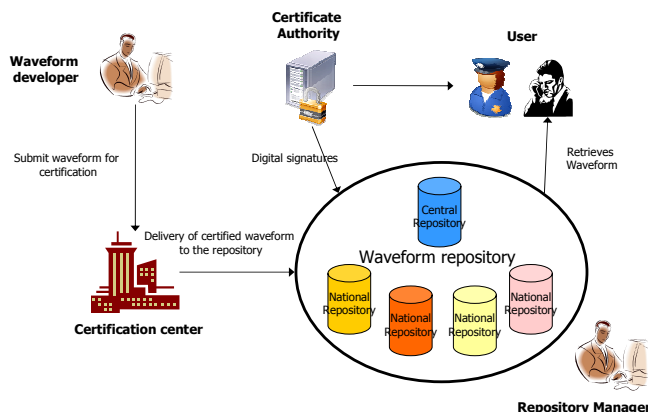 Certificate
Authority
User
Waveform
developer
Submit waveform for
certification
Digital signatures
Retrieves
Waveform
Central
Repository
Delivery of certified waveform
to the repository
Waveform repository
National
Repository
National
Repository
National
Repository
National
Repository
Certification center
Repository Manager